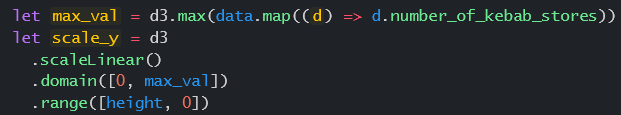 let max_val = d3.max(data.map((d) => d.number_of_kebab_stores))
let scale_y = d3
  .scaleLinear()
  .domain([0, max_val])
  .range([height, 0])